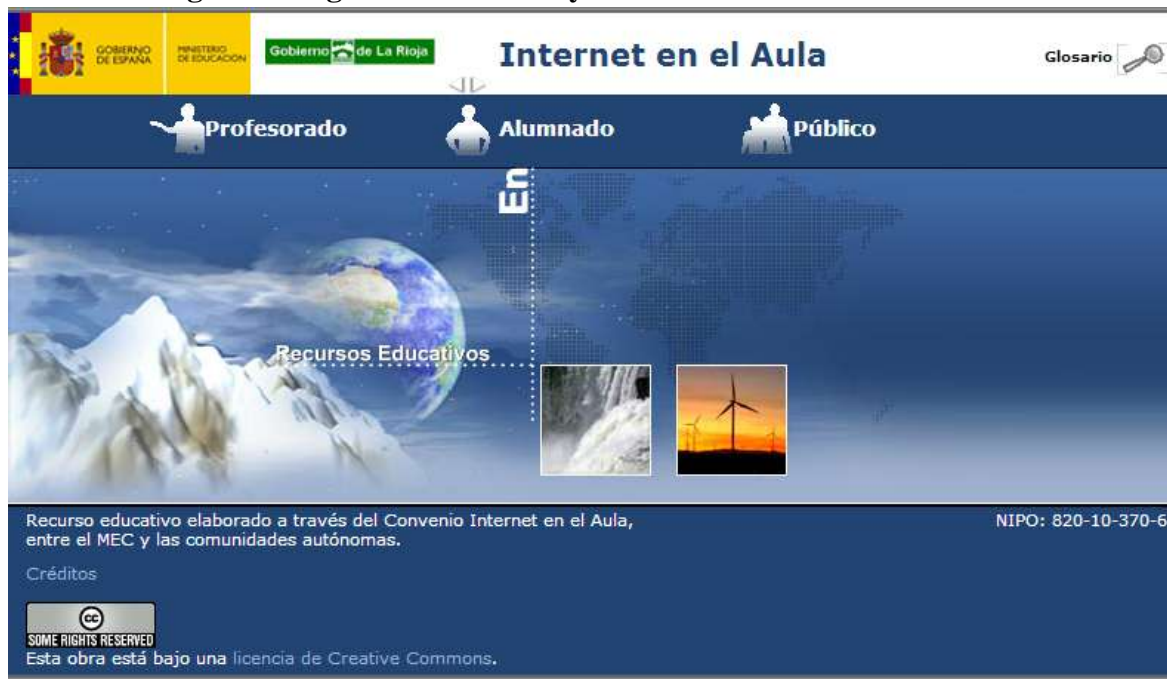 GOBIERNO
DE ESPAÑA
MINISTERIO
DE EDUCACIÓN
Gobierno de La Rioja
Internet en el Aula
Glosario
Profesorado
Alumnado
Público
En
Recursos Educativos
Recurso educativo elaborado a través del Convenio Internet en el Aula,
entre el MEC y las comunidades autónomas.
NIPO: 820-10-370-6
Créditos
cc
SOME RIGHTS RESERVED
Esta obra está bajo una licencia de Creative Commons.